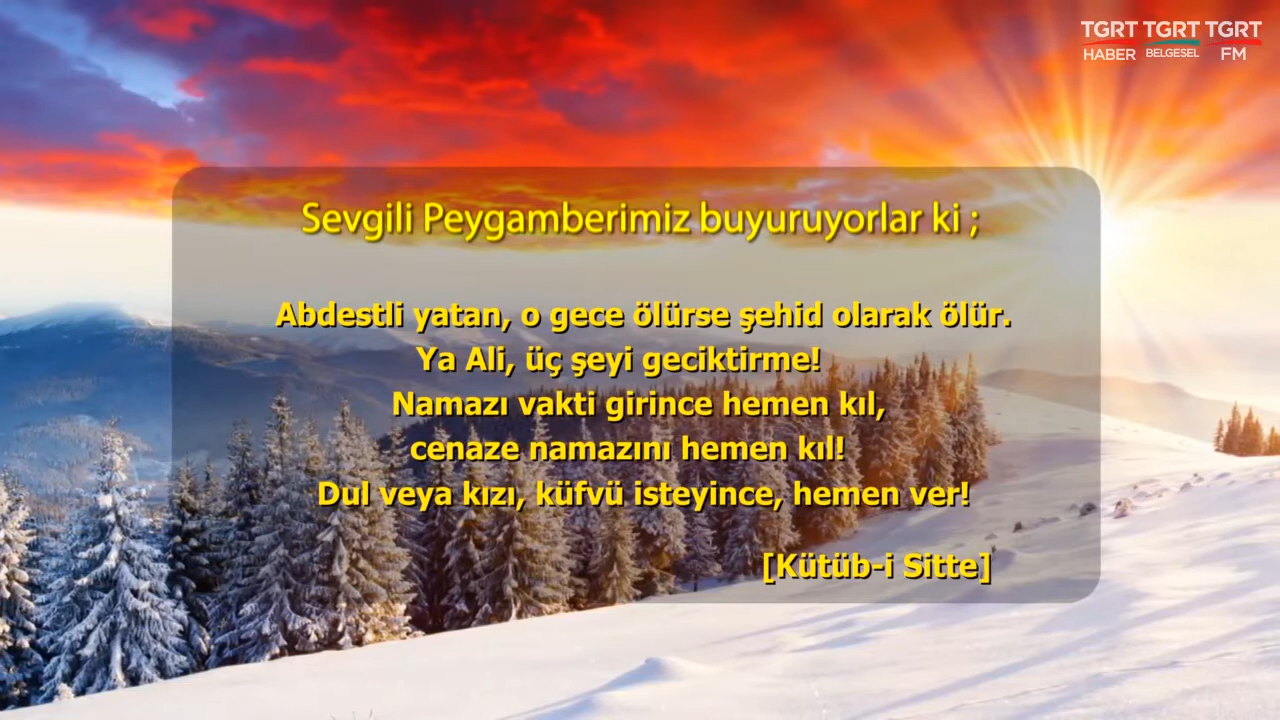 TGRT TGRT TGRT
HABER BELGESEL FM
Sevgili Peygamberimiz buyuruyorlar ki ;
Abdestli yatan, o gece ölürse şehid olarak ölür.
Ya Ali, üç şeyi geciktirme!
Namazı vakti girince hemen kıl,
cenaze namazını hemen kıl!
Dul veya kızı, küfvü isteyince, hemen ver!
[Kütüb-i Sitte]